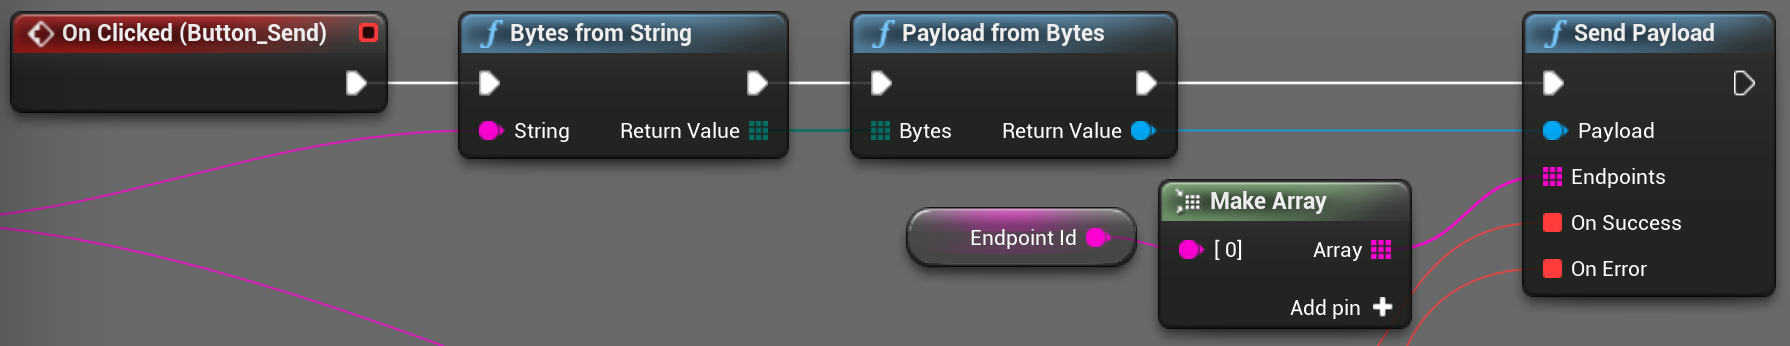 On Clicked (Button_Send)
Bytes from String
String
Return Value
Payload from Bytes
Bytes
Return Value
Endpoint Id
Make Array
[ 0]
Array
Add pin
Send Payload
Payload
Endpoints
On Success
On Error